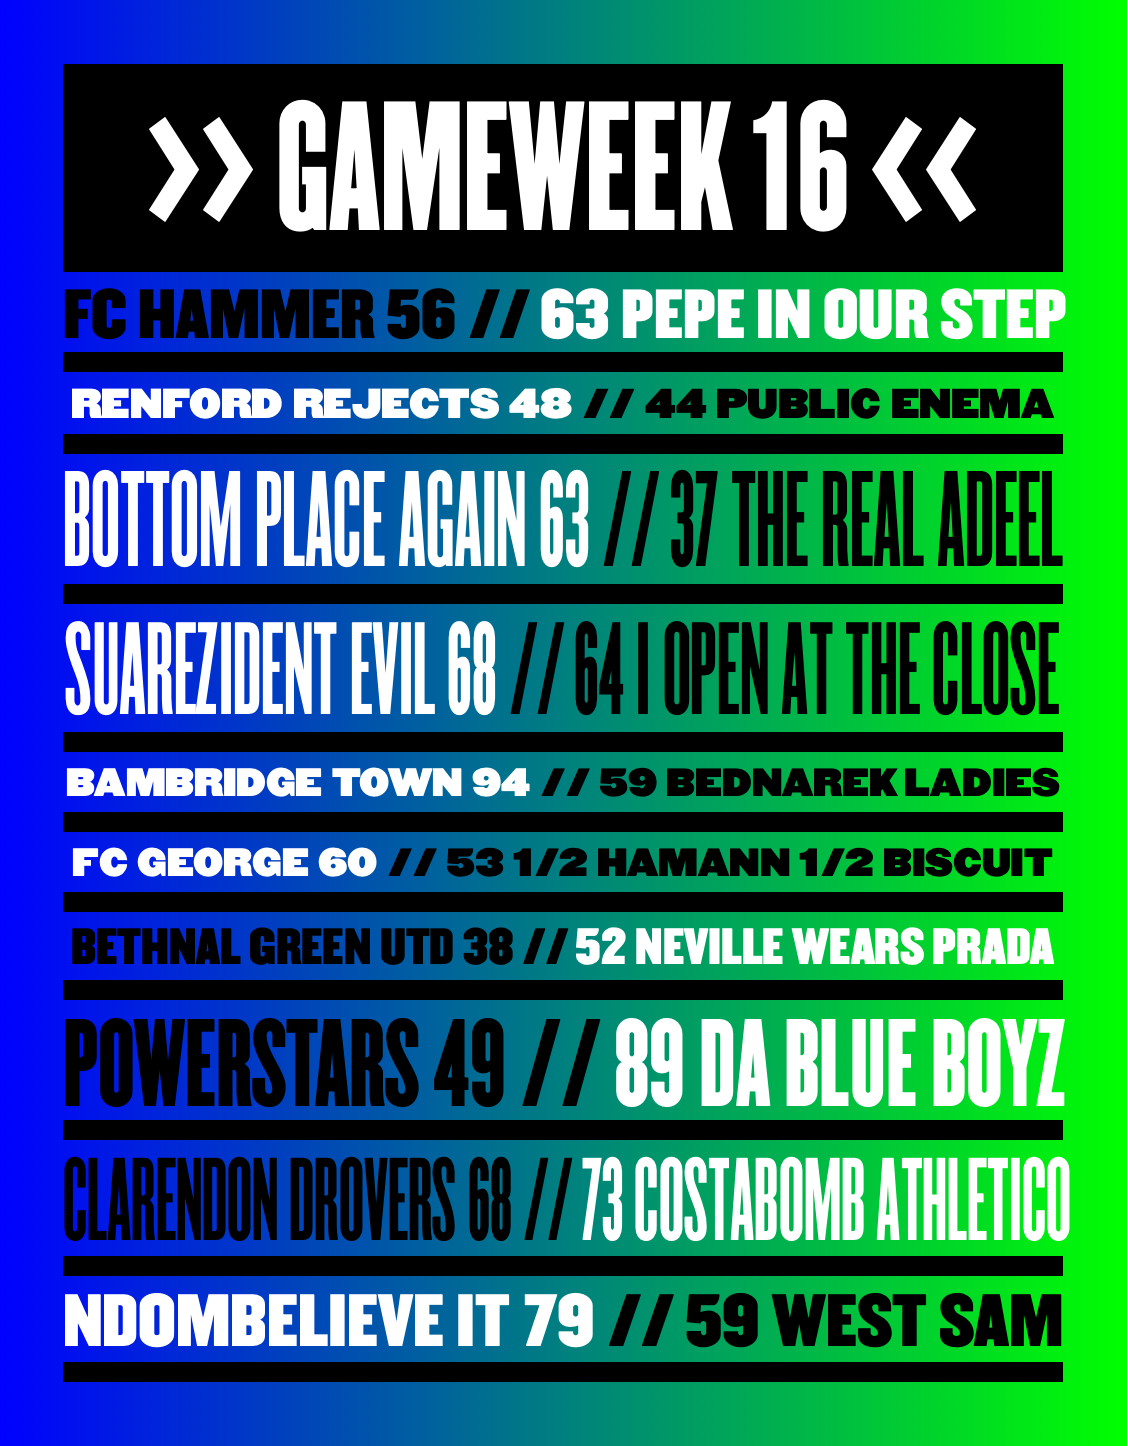 >> GAMEWEEK 16 <<
FC HAMMER 56 // 63 PEPE IN OUR STEP
RENFORD REJECTS 48 // 44 PUBLIC ENEMA
BOTTOM PLACE AGAIN 63 // 37 THE REAL ADEEL
SUAREZIDENT EVIL 68 // 64 I OPEN AT THE CLOSE
BAMBRIDGE TOWN 94 // 59 BEDNAREK LADIES
FC GEORGE 60 // 53 1/2 HAMANN 1/2 BISCUIT
BETHNAL GREEN UTD 38 // 52 NEVILLE WEARS PRADA
POWERSTARS 49 // 89 DA BLUE BOYZ
CLARENDON DROVERS 68 // 73 COSTABOMB ATHLETICO
NDOMBELIEVE IT 79 // 59 WEST SAM